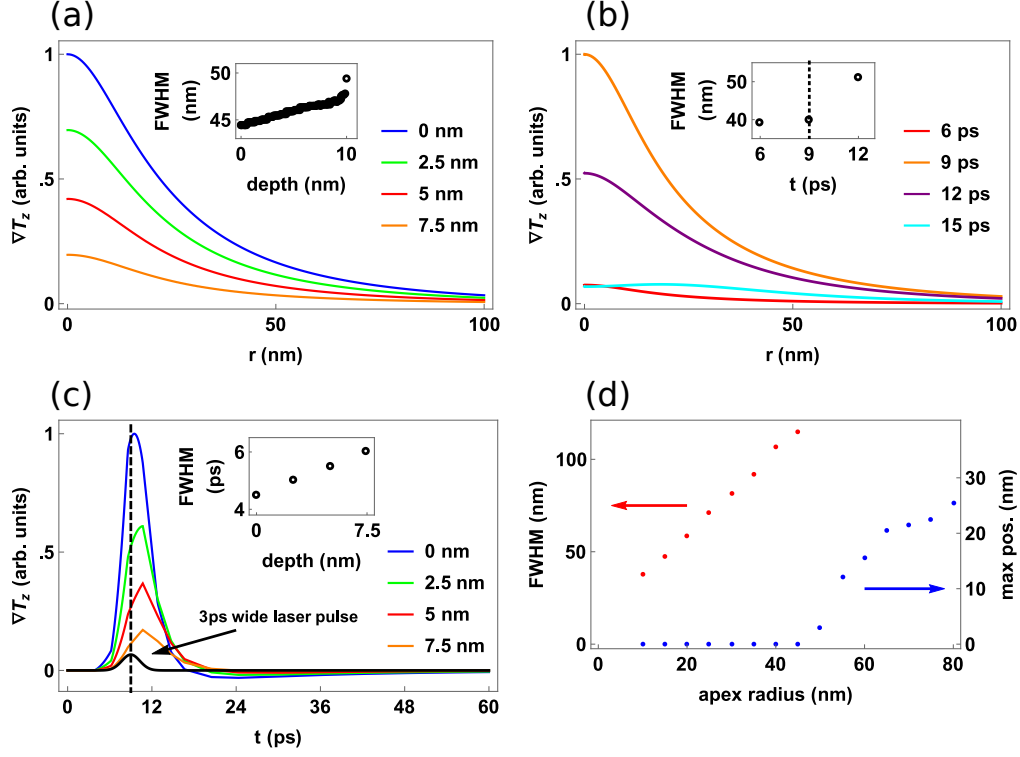 (a)
1
.5
0
∇T_z (arb. units)
0
50
100
r (nm)
FWHM
(nm)
50
45
0
10
depth (nm)
0 nm
2.5 nm
5 nm
7.5 nm
(b)
1
.5
0
∇T_z (arb. units)
0
50
100
r (nm)
FWHM
(nm)
50
40
6
9
12
t (ps)
6 ps
9 ps
12 ps
15 ps
(c)
1
.5
0
∇T_z (arb. units)
0
12
24
36
48
60
t (ps)
FWHM
(ps)
6
4
0
7.5
depth (nm)
3ps wide laser pulse
0 nm
2.5 nm
5 nm
7.5 nm
(d)
100
50
0
FWHM (nm)
0
20
40
60
80
apex radius(nm)
30
20
10
0
max pos. (nm)